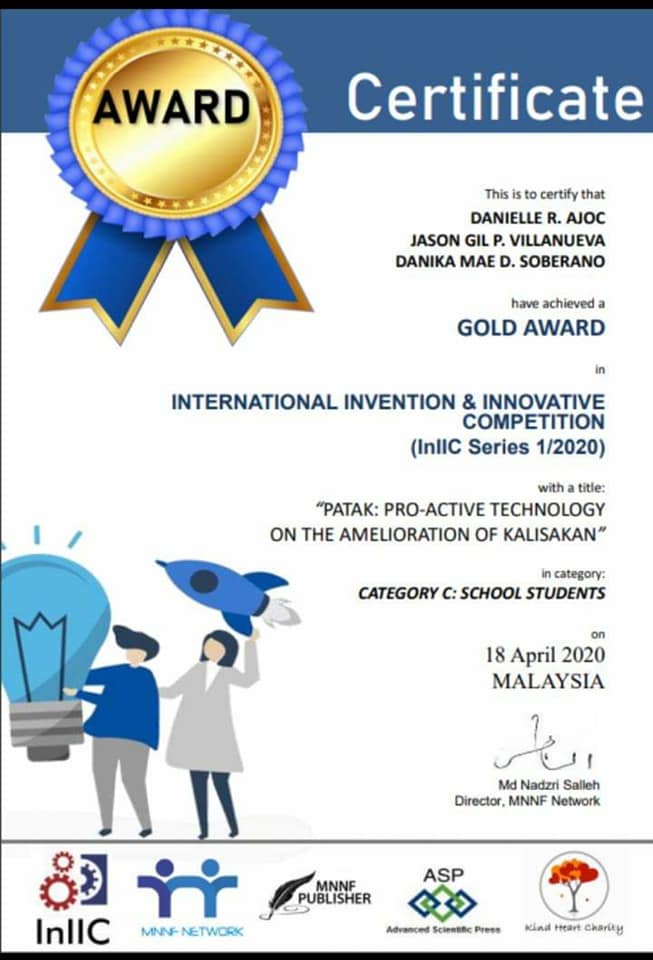 AWARD
Certificate
This is to certify that
DANIELLE R. AJOC
JASON GIL P. VILLANUEVA
DANIKA MAE D. SOBERANO
have achieved a
GOLD AWARD
in
INTERNATIONAL INVENTION & INNOVATIVE
COMPETITION
(InIIC Series 1/2020)
with a title:
“PATAK: PRO-ACTIVE TECHNOLOGY
ON THE AMELIORATION OF KALISAKAN”
in category:
CATEGORY C: SCHOOL STUDENTS
on
18 April 2020
MALAYSIA
Md Nadzri Salleh
Director, MNNF Network
InIIC
MNNF NETWORK
MNNF
PUBLISHER
ASP
Advanced Scientific Press
Kind Heart Charity